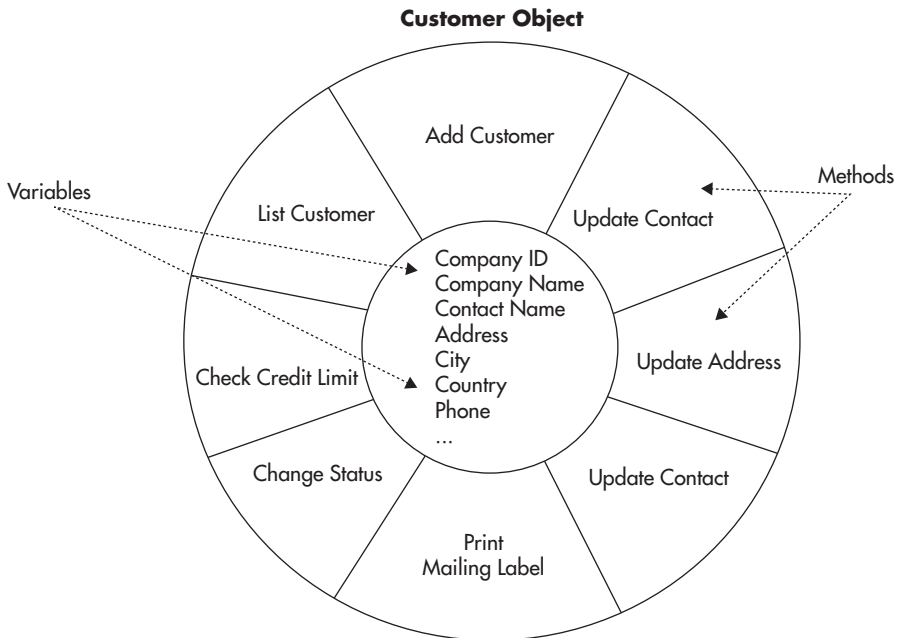 Customer Object
Add Customer
Methods
Variables
List Customer
Update Contact
Company ID
Company Name
Contact Name
Address
City
Country
Phone
...
Update Address
Check Credit Limit
Change Status
Update Contact
Print
Mailing Label